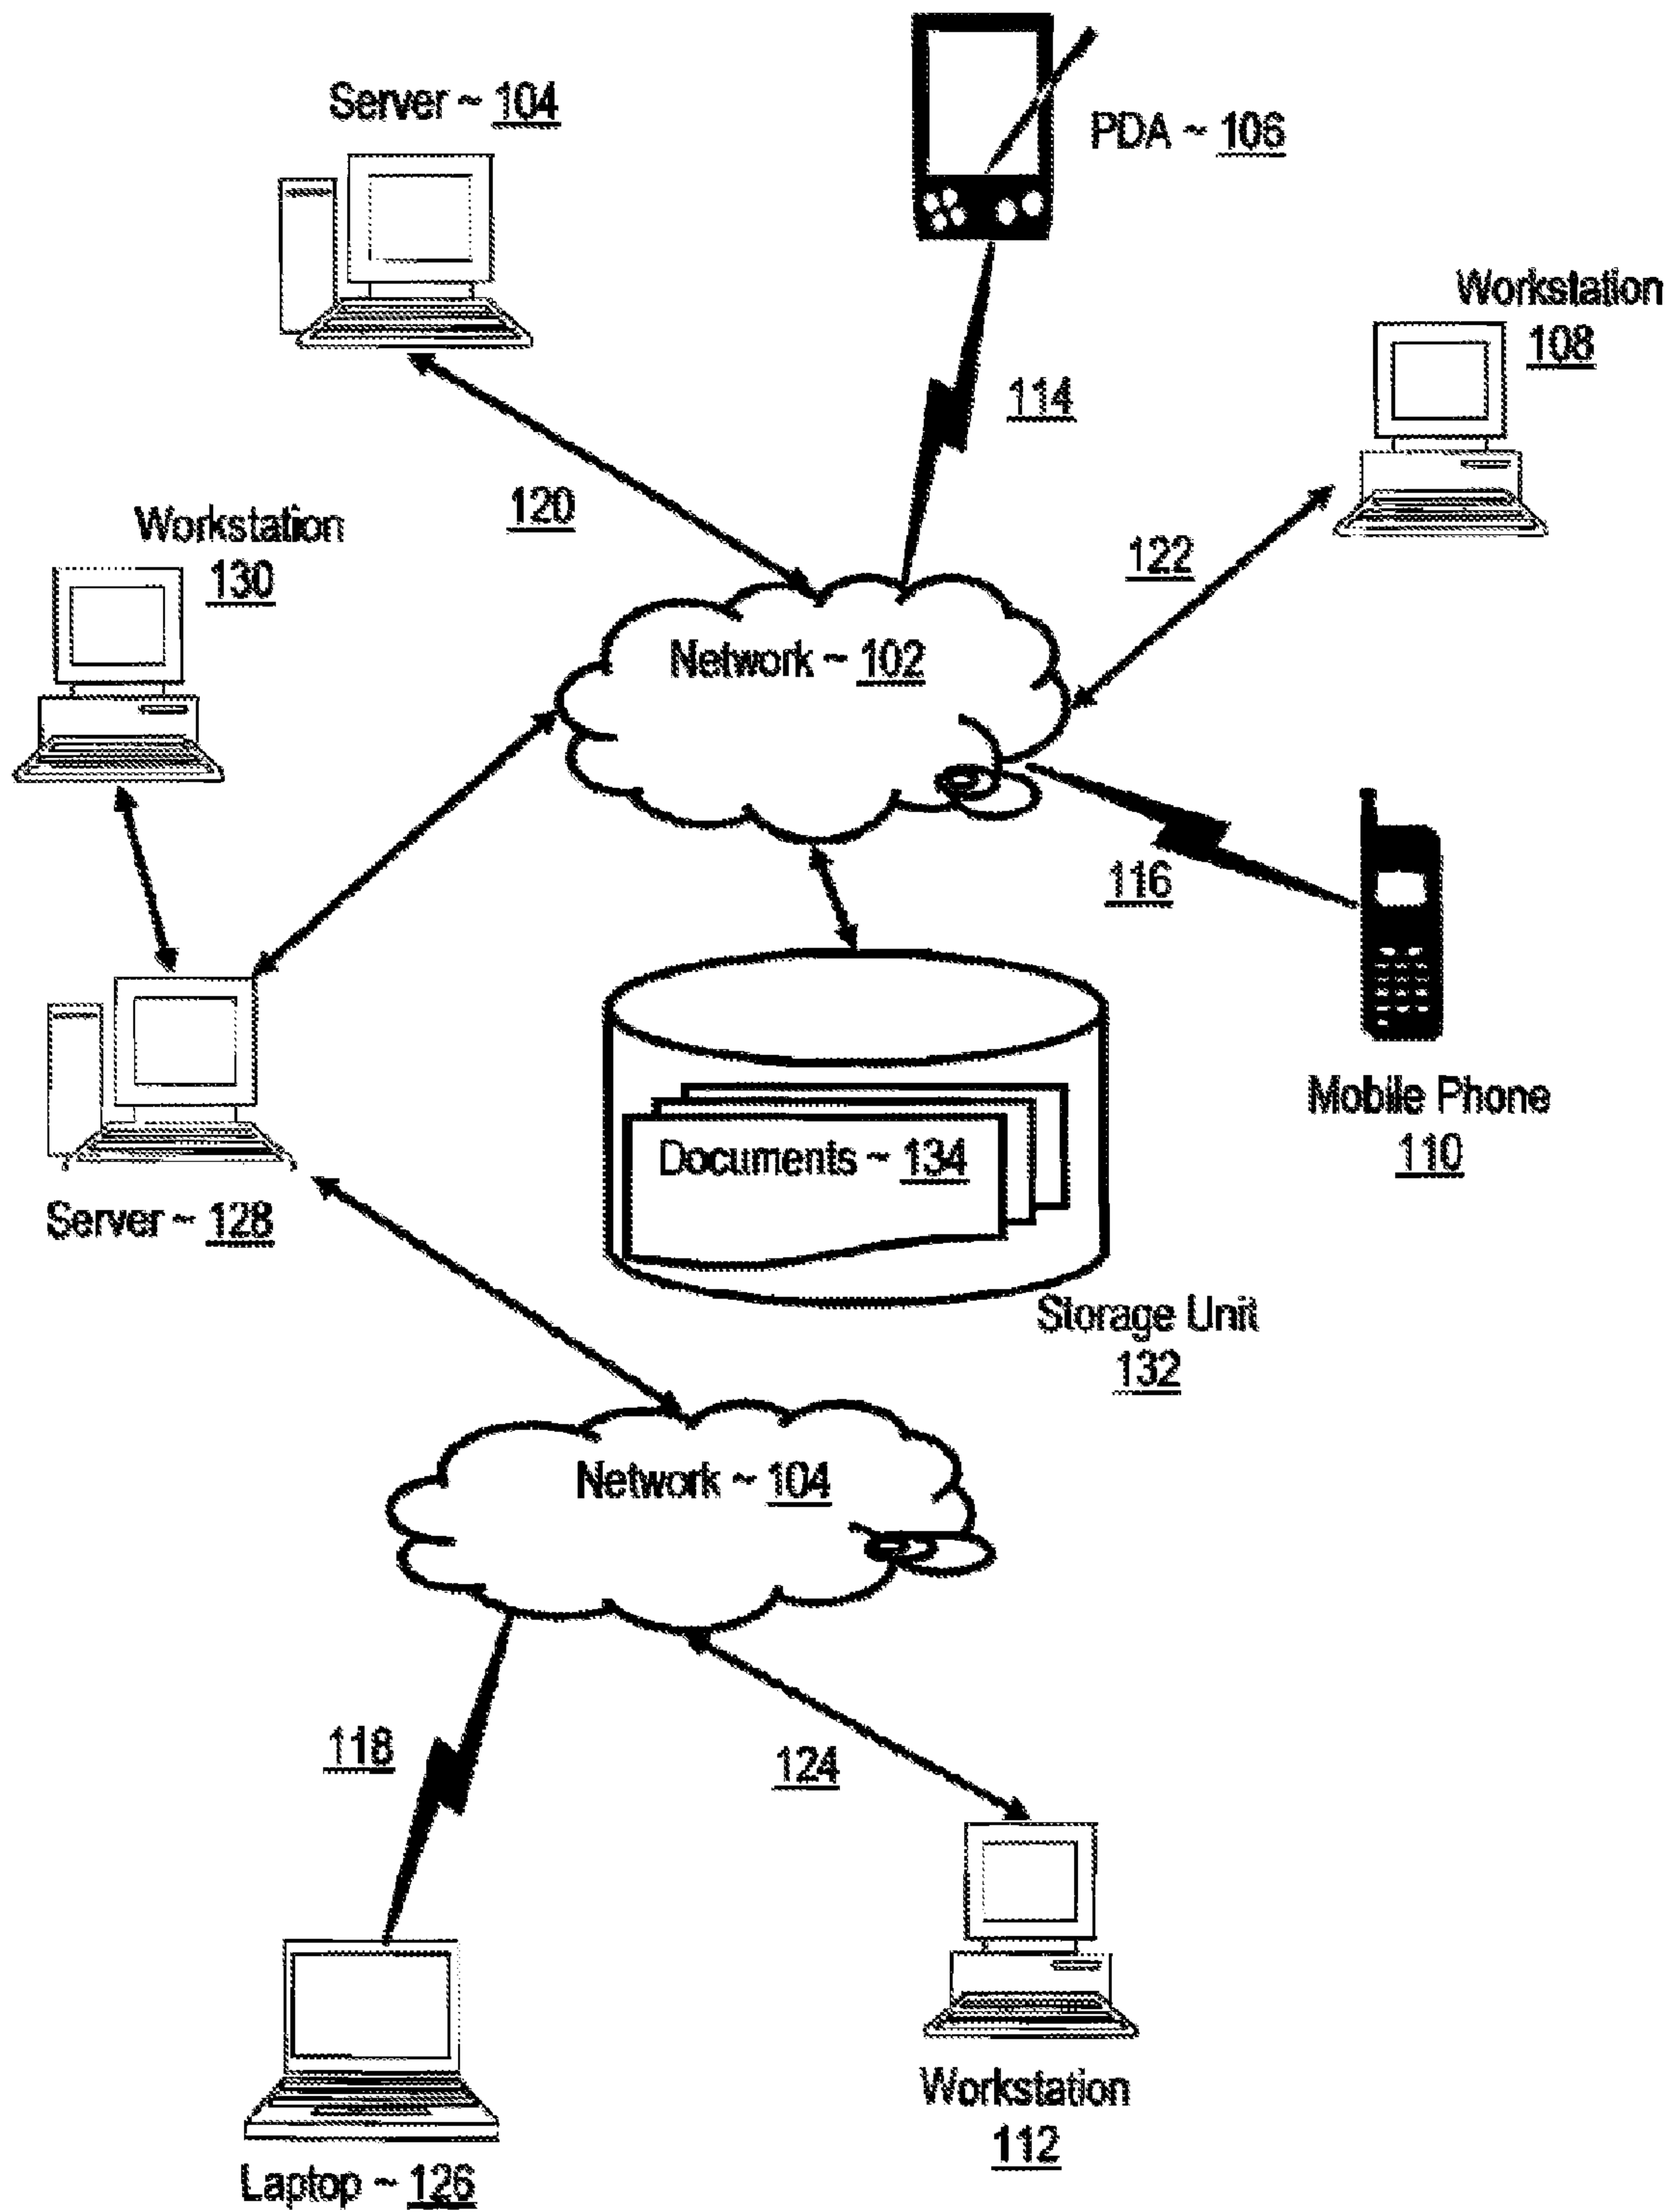 Server ~ 104
PDA ~ 106
Workstation
108
114
120
Workstation
130
122
Network ~ 102
116
Mobile Phone
110
Documents ~ 134
Server ~ 128
Storage Unit
132
Network ~ 104
118
124
Workstation
112
Laptop ~ 126